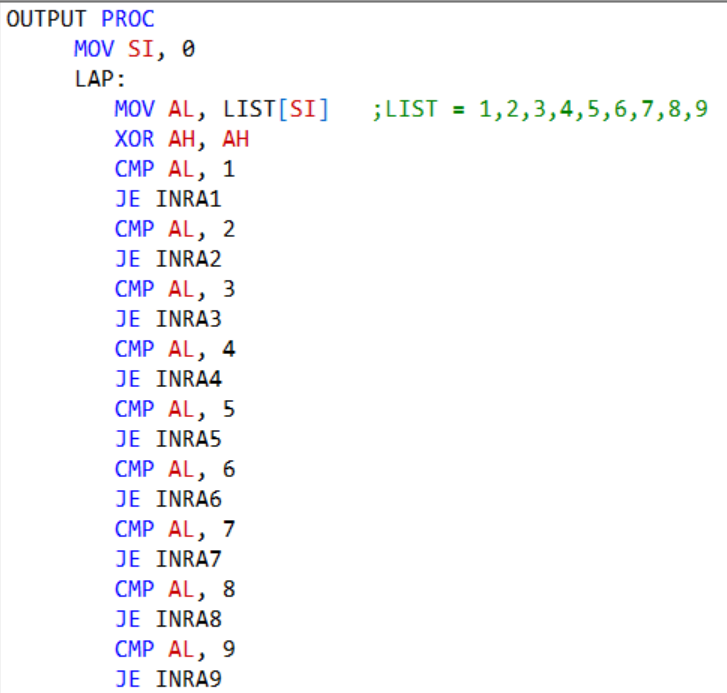 OUTPUT PROC
MOV SI, 0
LAP:
MOV AL, LIST[SI] ;LIST = 1,2,3,4,5,6,7,8,9
XOR AH, AH
CMP AL, 1
JE INRA1
CMP AL, 2
JE INRA2
CMP AL, 3
JE INRA3
CMP AL, 4
JE INRA4
CMP AL, 5
JE INRA5
CMP AL, 6
JE INRA6
CMP AL, 7
JE INRA7
CMP AL, 8
JE INRA8
CMP AL, 9
JE INRA9